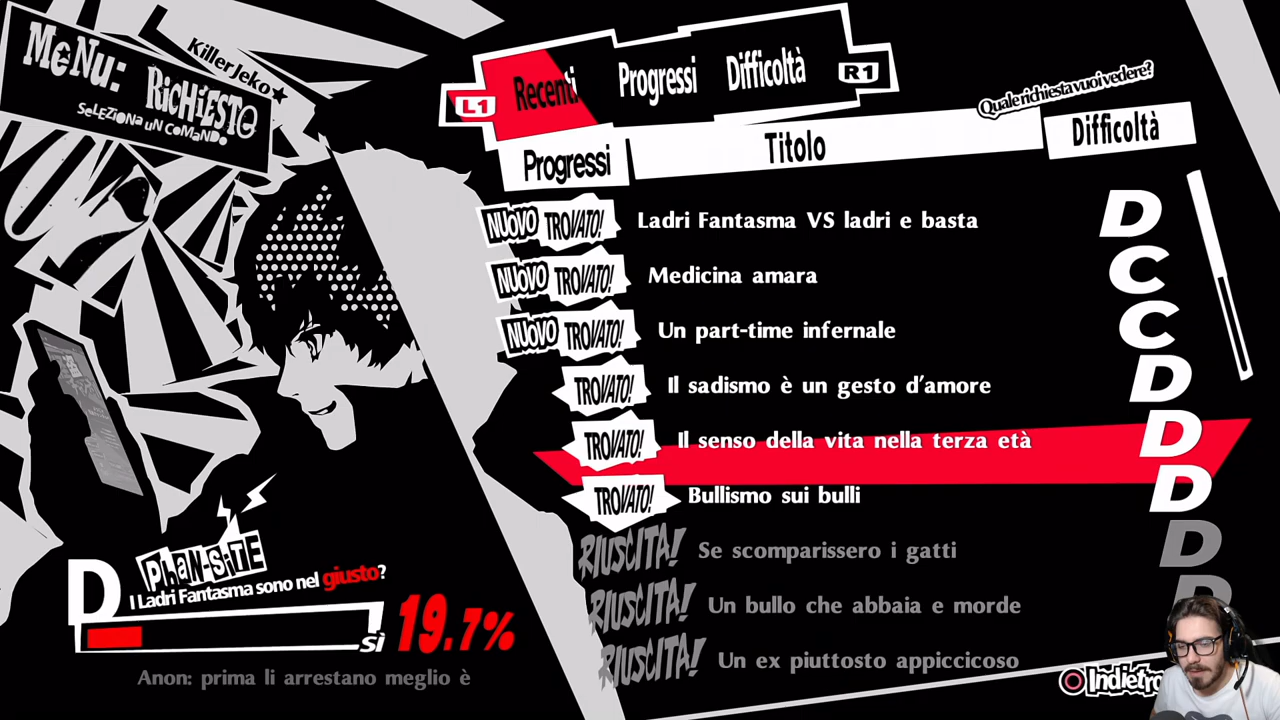 MeNu: RiCHiESTO
SeLEZiONA uN COMANDO
KillerJeko★
L1
Recenti
Progressi
Difficoltà
R1
Quale richiesta vuoi vedere?
Progressi
Titolo
Difficoltà
NUOVO TROVATO! Ladri Fantasma VS ladri e basta D
NUOVO TROVATO! Medicina amara C
NUOVO TROVATO! Un part-time infernale C
TROVATO! Il sadismo è un gesto d'amore D
TROVATO! Il senso della vita nella terza età D
TROVATO! Bullismo sui bulli D
RIUSCITA! Se scomparissero i gatti D
RIUSCITA! Un bullo che abbaia e morde D
RIUSCITA! Un ex piuttosto appiccicoso
PhaN-SiTE
D
I Ladri Fantasma sono nel giusto?
Sì 19.7%
Anon: prima li arrestano meglio è
Indietro